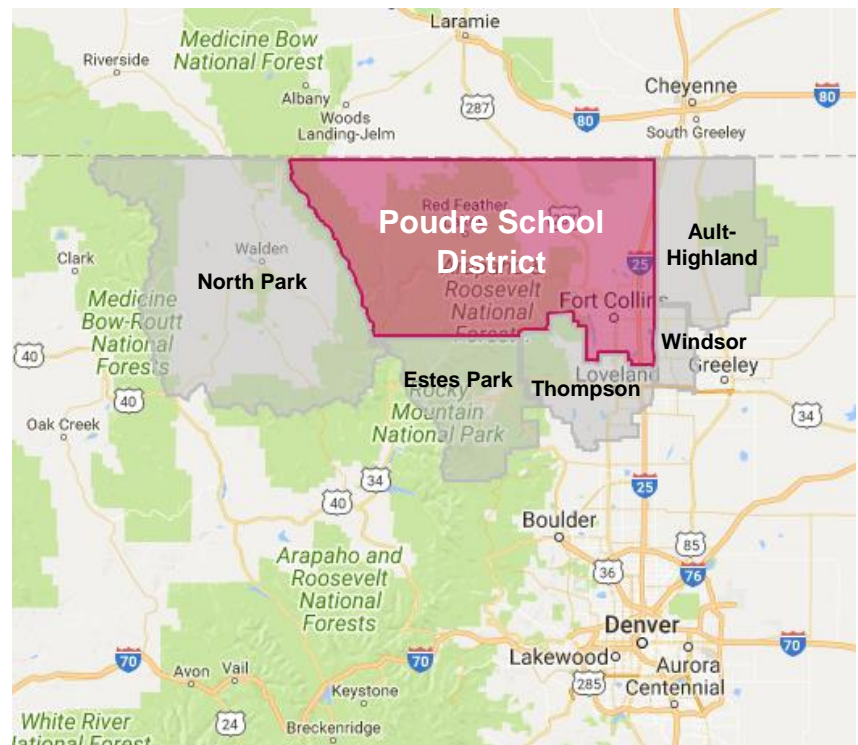 Laramie
Medicine Bow
National Forest
Riverside
Albany
Woods
Landing-Jelm
287
Cheyenne
80
80
South Greeley
Red Feather
Poudre School
District
Ault-
Highland
Clark
Walden
North Park
25
Roosevelt
National
Forests
Fort Collins
Medicine
Bow-Routt
National
Forests
40
40
Windsor
Greeley
Estes Park
Thompson
Loveland
Rocky
Mountain
National Park
34
Oak Creek
34
40
25
Boulder
85
36
76
Arapaho and
Roosevelt
National
Forests
Denver
70
70
70
Lakewood
Aurora
285
Centennial
Avon
Vail
Keystone
24
Breckenridge
White River
National Forest